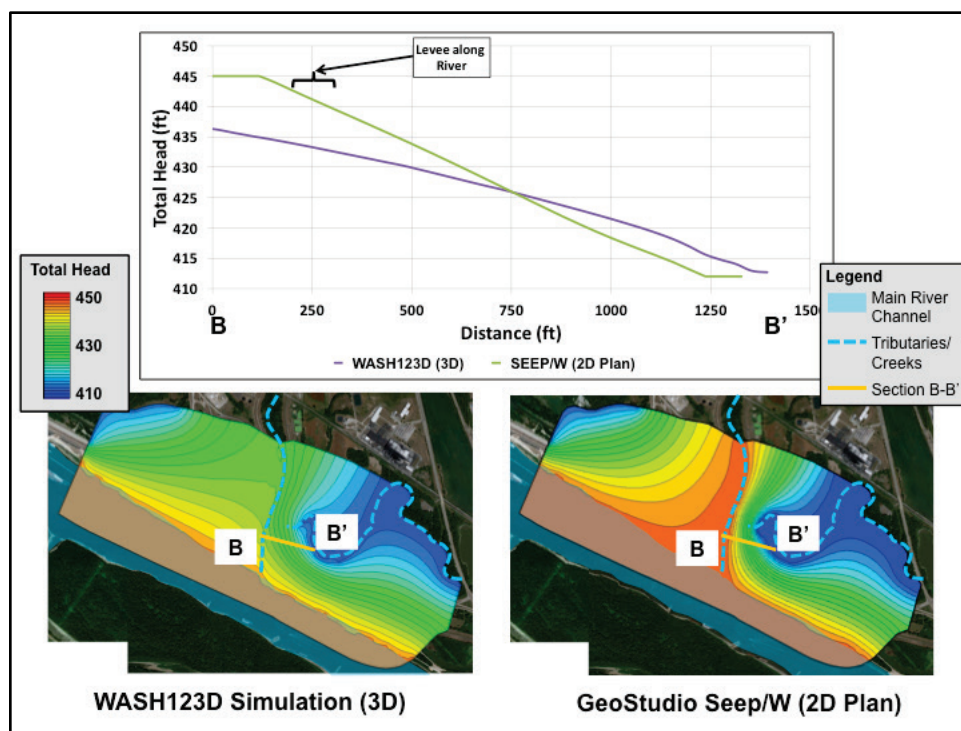 450
445
440
435
430
425
420
415
410
Total Head (ft)
Levee along
River
0
250
500
750
1000
1250
1500
B
Distance (ft)
B'
WASH123D (3D)
SEEP/W (2D Plan)
Total Head
450
430
410
Legend
Main River
Channel
Tributaries/
Creeks
Section B-B'
B
B'
B
B'
WASH123D Simulation (3D)
GeoStudio Seep/W (2D Plan)